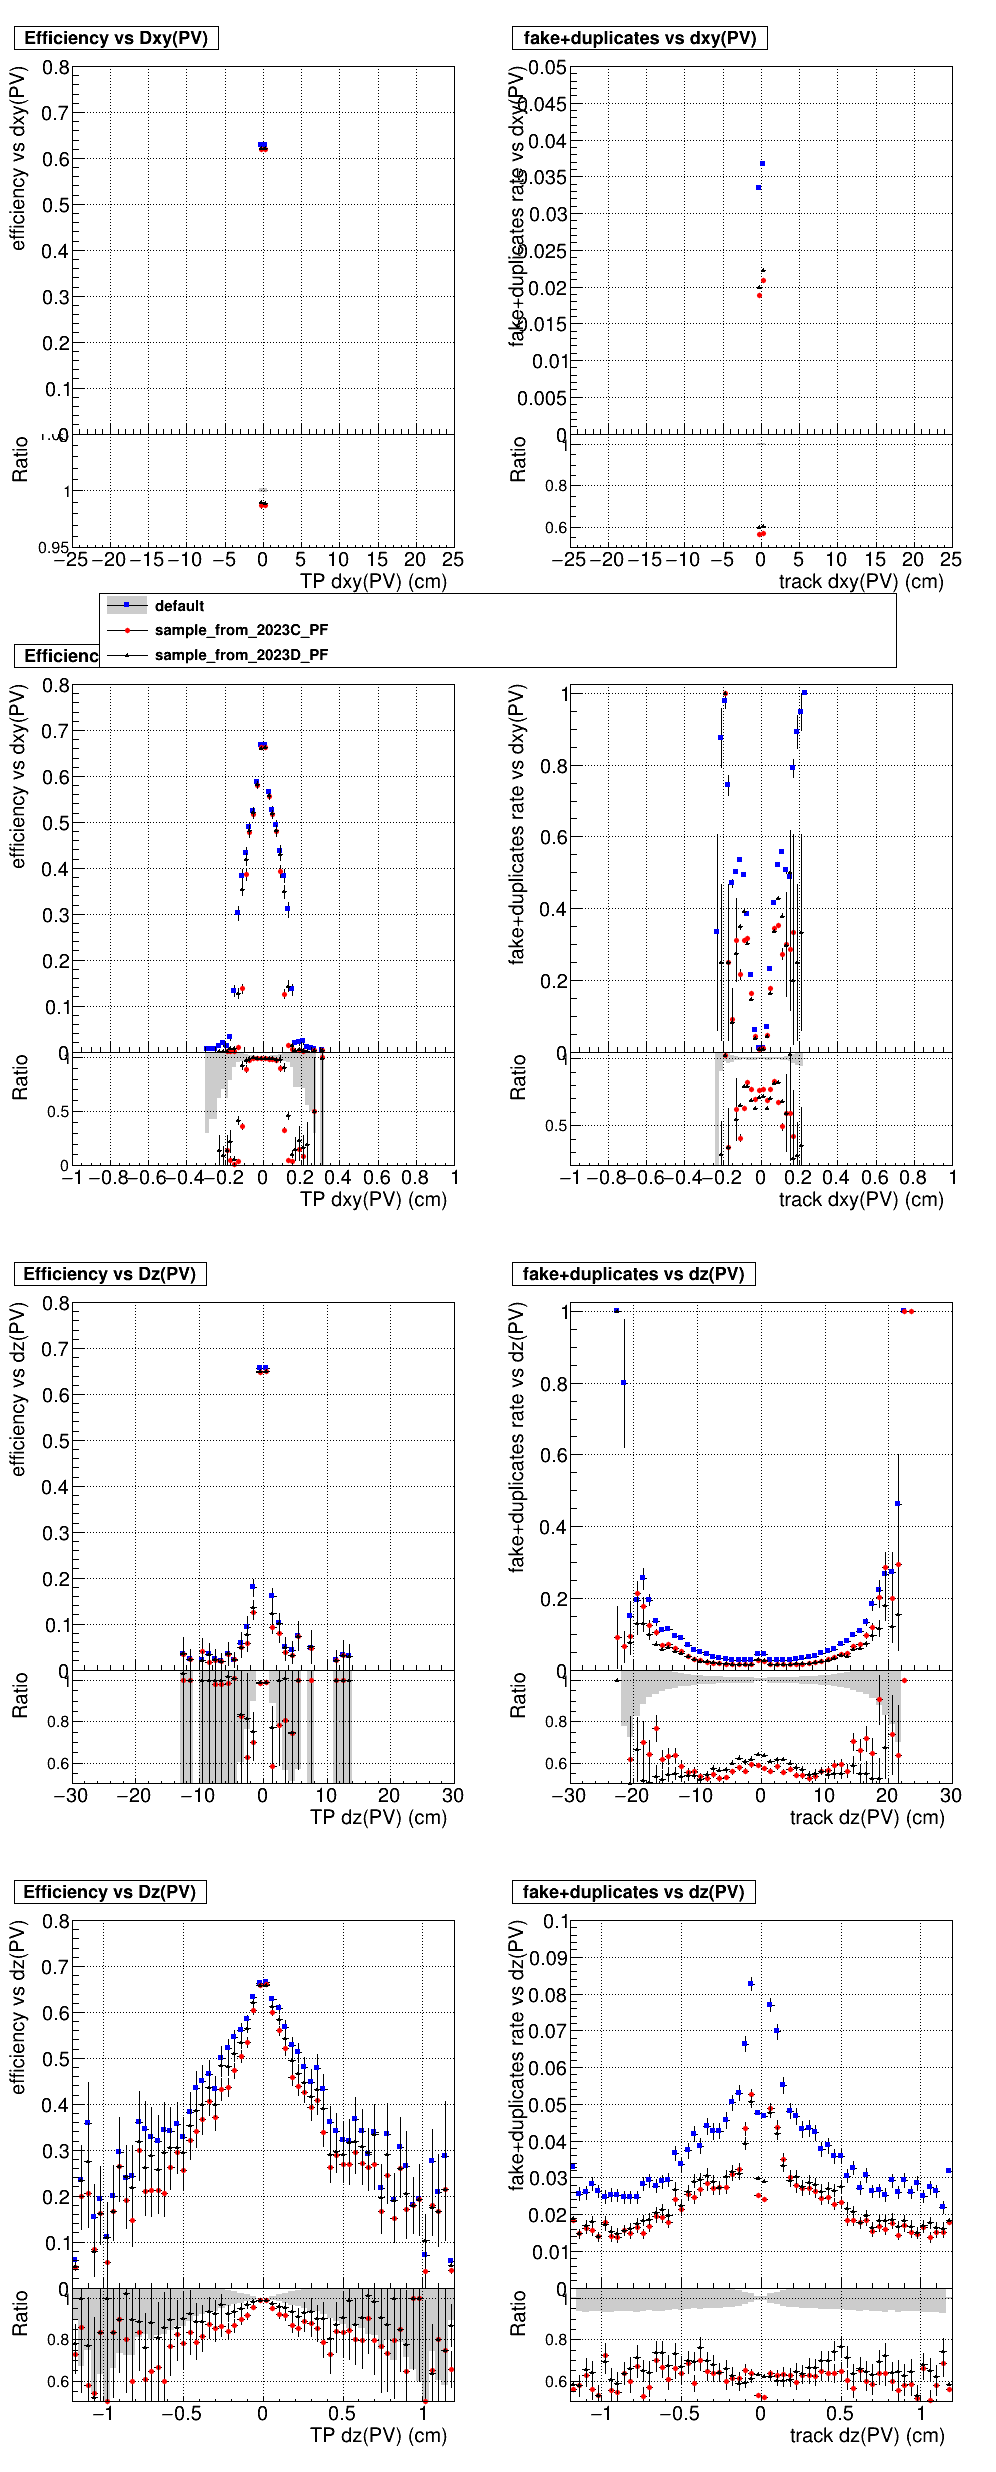 Efficiency vs Dxy(PV)
efficiency vs dxy(PV)
0.8
0.7
0.6
0.5
0.4
0.3
0.2
0.1
0
Ratio
1
0.95
−25 −20 −15 −10 −5 0 5 10 15 20 25
TP dxy(PV) (cm)
fake+duplicates vs dxy(PV)
fake+duplicates rate vs dxy(PV)
0.05
0.045
0.04
0.035
0.03
0.025
0.02
0.015
0.01
0.005
0
Ratio
1
0.8
0.6
−25 −20 −15 −10 −5 0 5 10 15 20 25
track dxy(PV) (cm)
default
sample_from_2023C_PF
sample_from_2023D_PF
Efficienc
efficiency vs dxy(PV)
0.8
0.7
0.6
0.5
0.4
0.3
0.2
0.1
0
Ratio
1
0.5
0
−1 −0.8 −0.6 −0.4 −0.2 0 0.2 0.4 0.6 0.8 1
TP dxy(PV) (cm)
fake+duplicates rate vs dxy(PV)
1
0.8
0.6
0.4
0.2
0
Ratio
1
0.5
−1 −0.8 −0.6 −0.4 −0.2 0 0.2 0.4 0.6 0.8 1
track dxy(PV) (cm)
Efficiency vs Dz(PV)
efficiency vs dz(PV)
0.8
0.7
0.6
0.5
0.4
0.3
0.2
0.1
0
Ratio
1
0.8
0.6
−30 −20 −10 0 10 20 30
TP dz(PV) (cm)
fake+duplicates vs dz(PV)
fake+duplicates rate vs dz(PV)
1
0.8
0.6
0.4
0.2
0
Ratio
1
0.8
0.6
−30 −20 −10 0 10 20 30
track dz(PV) (cm)
Efficiency vs Dz(PV)
efficiency vs dz(PV)
0.8
0.7
0.6
0.5
0.4
0.3
0.2
0.1
0
Ratio
1
0.8
0.6
−1 −0.5 0 0.5 1
TP dz(PV) (cm)
fake+duplicates vs dz(PV)
fake+duplicates rate vs dz(PV)
0.1
0.09
0.08
0.07
0.06
0.05
0.04
0.03
0.02
0.01
0
Ratio
1
0.8
0.6
−1 −0.5 0 0.5 1
track dz(PV) (cm)